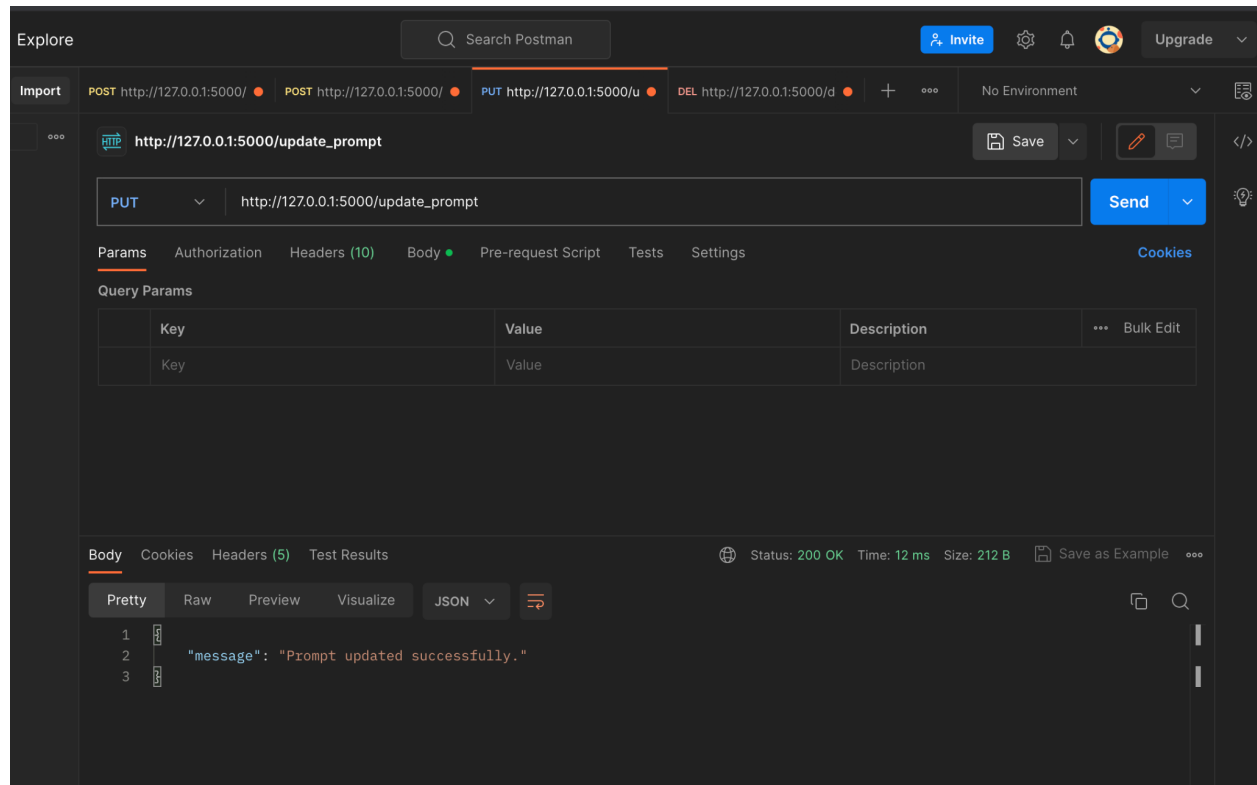 Explore
Search Postman
Invite
Upgrade
Import
POST http://127.0.0.1:5000/
POST http://127.0.0.1:5000/
PUT http://127.0.0.1:5000/u
DEL http://127.0.0.1:5000/d
No Environment
HTTP http://127.0.0.1:5000/update_prompt
Save
PUT http://127.0.0.1:5000/update_prompt
Send
Params Authorization Headers (10) Body Pre-request Script Tests Settings Cookies
Query Params
Key Value Description Bulk Edit
Key Value Description
Body Cookies Headers (5) Test Results Status: 200 OK Time: 12 ms Size: 212 B Save as Example
Pretty Raw Preview Visualize JSON
1 {
2 "message": "Prompt updated successfully."
3 }